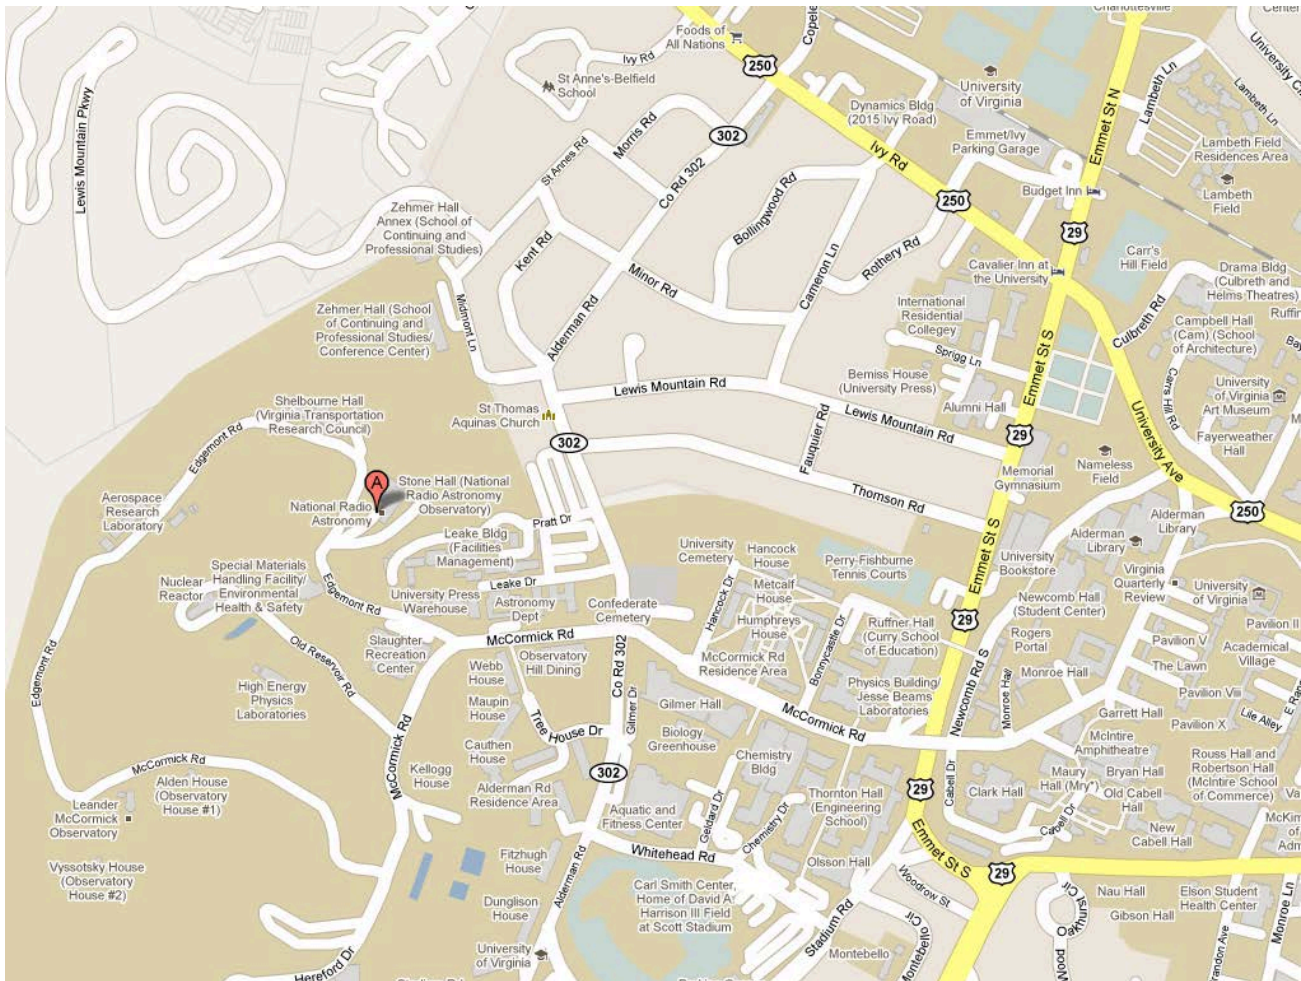 Charlottesville
Foods of
All Nations
Ivy Rd
St Anne's-Belfield
School
250
Copele
University
of Virginia
Dynamics Bldg
(2015 Ivy Road)
Emmet/Ivy
Parking Garage
Emmet St N
Lambeth Ln
Lambeth Ln
Lambeth Field
Residences Area
Lambeth
Field
University Ci
Center
Lewis Mountain Pkwy
Morris Rd
302
Co Rd 302
St Annes Rd
Ivy Rd
250
Budget Inn
29
Zehmer Hall
Annex (School of
Continuing and
Professional Studies)
Kent Rd
Bollingwood Rd
Minor Rd
Cameron Ln
Rothery Rd
Cavalier Inn at
the University
Carr's
Hill Field
Drama Bldg
(Culbreth and
Helms Theatres)
Ruffin
Zehmer Hall (School
of Continuing and
Professional Studies/
Conference Center)
Midmont Ln
Alderman Rd
International
Residential
Collegey
Sprigg Ln
Emmet St S
Culbreth Rd
Campbell Hall
(Cam) (School of
Architecture)
Bay
Bemiss House
(University Press)
Alumni Hall
Carrs Hill Rd
University
of Virginia
Art Museum
Fayerweather
Hall
Lewis Mountain Rd
Lewis Mountain Rd
Fauquier Rd
29
University Ave
Shelbourne Hall
(Virginia Transportation
Research Council)
St Thomas
Aquinas Church
302
Edgemont Rd
A
Stone Hall (National
Radio Astronomy
Observatory)
National Radio
Astronomy
Aerospace
Research
Laboratory
Memorial
Gymnasium
Nameless
Field
Thomson Rd
Emmet St S
250
Alderman
Library
Alderman
Library
Pratt Dr
Leake Bldg
(Facilities
Management)
Leake Dr
University
Cemetery
Hancock
House
Hancock Dr
Metcalf
House
Humphreys
House
Perry-Fishburne
Tennis Courts
University
Bookstore
Virginia
Quarterly
Review
University
of Virginia
Nuclear
Reactor
Special Materials
Handling Facility/
Environmental
Health & Safety
Edgemont Rd
University Press
Warehouse
Astronomy
Dept
Confederate
Cemetery
Bonnycastle Dr
Ruffner Hall
(Curry School
of Education)
29
Newcomb Hall
(Student Center)
Rogers
Portal
Pavilion V
Pavilion II
Academical
Village
The Lawn
Old Reservoir Rd
Slaughter
Recreation
Center
McCormick Rd
Observatory
Hill Dining
Co Rd 302
McCormick Rd
Residence Area
Physics Building/
Jesse Beams
Laboratories
Newcomb Rd S
Monroe Hall
Monroe Hall
Pavilion Viii
Pavilion X
Lile Alley
Edgemont Rd
High Energy
Physics
Laboratories
Webb
House
Maupin
House
Tree House Dr
Gilmer Dr
Gilmer Hall
McCormick Rd
Garrett Hall
McIntire
Amphitheatre
Rouss Hall and
Robertson Hall
(McIntire School
of Commerce)
McCormick Rd
McCormick Rd
Cauthen
House
Biology
Greenhouse
Chemistry
Bldg
302
Alden House
(Observatory
House #1)
Leander
McCormick
Observatory
Kellogg
House
Alderman Rd
Residence Area
Aquatic and
Fitness Center
Geldard Dr
Chemistry Dr
Thornton Hall
(Engineering
School)
29
Cabell Dr
Clark Hall
Maury
Hall (Mry*)
Bryan Hall
Old Cabell
Hall
Cabell Dr
New
Cabell Hall
Vyssotsky House
(Observatory
House #2)
Fitzhugh
House
Whitehead Rd
Olsson Hall
Emmet St S
29
Woodrow St
Dunglison
House
Alderman Rd
Carl Smith Center,
Home of David A.
Harrison III Field
at Scott Stadium
Stadium Rd
Montebello Cir
Montebello
Oakhurst Cir
Nau Hall
Gibson Hall
Elson Student
Health Center
Monroe Ln
Brandon Ave
University
of Virginia
Hereford Dr
Wood